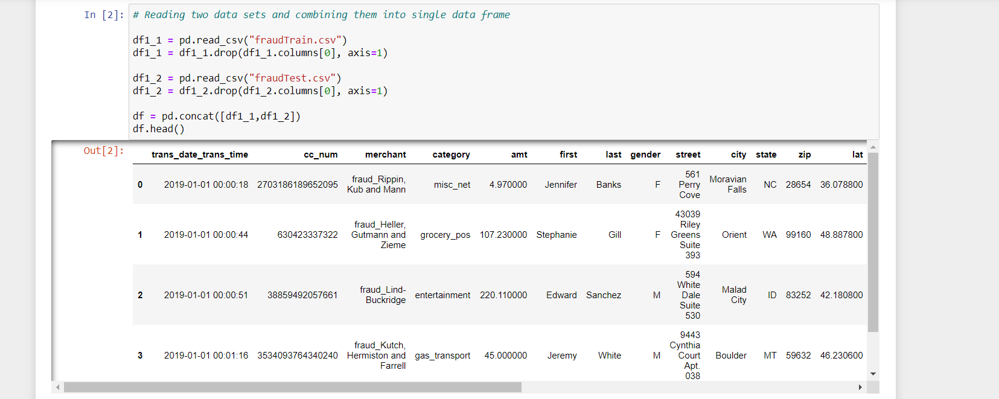 In [2]: # Reading two data sets and combining them into single data frame
df1_1 = pd.read_csv("fraudTrain.csv")
df1_1 = df1_1.drop(df1_1.columns[0], axis=1)
df1_2 = pd.read_csv("fraudTest.csv")
df1_2 = df1_2.drop(df1_2.columns[0], axis=1)
df = pd.concat([df1_1,df1_2])
df.head()
Out[2]:
trans_date_trans_time cc_num merchant category amt first last gender street city state zip lat
0 2019-01-01 00:00:18 2703186189652095 fraud_Rippin, Kub and Mann misc_net 4.970000 Jennifer Banks F 561 Perry Cove Moravian Falls NC 28654 36.078800
1 2019-01-01 00:00:44 630423337322 fraud_Heller, Gutmann and Zieme grocery_pos 107.230000 Stephanie Gill F 43039 Riley Greens Suite 393 Orient WA 99160 48.887800
2 2019-01-01 00:00:51 38859492057661 fraud_Lind-Buckridge entertainment 220.110000 Edward Sanchez M 594 White Dale Suite 530 Malad City ID 83252 42.180800
3 2019-01-01 00:01:16 3534093764340240 fraud_Kutch, Hermiston and Farrell gas_transport 45.000000 Jeremy White M 9443 Cynthia Court Apt. 038 Boulder MT 59632 46.230600